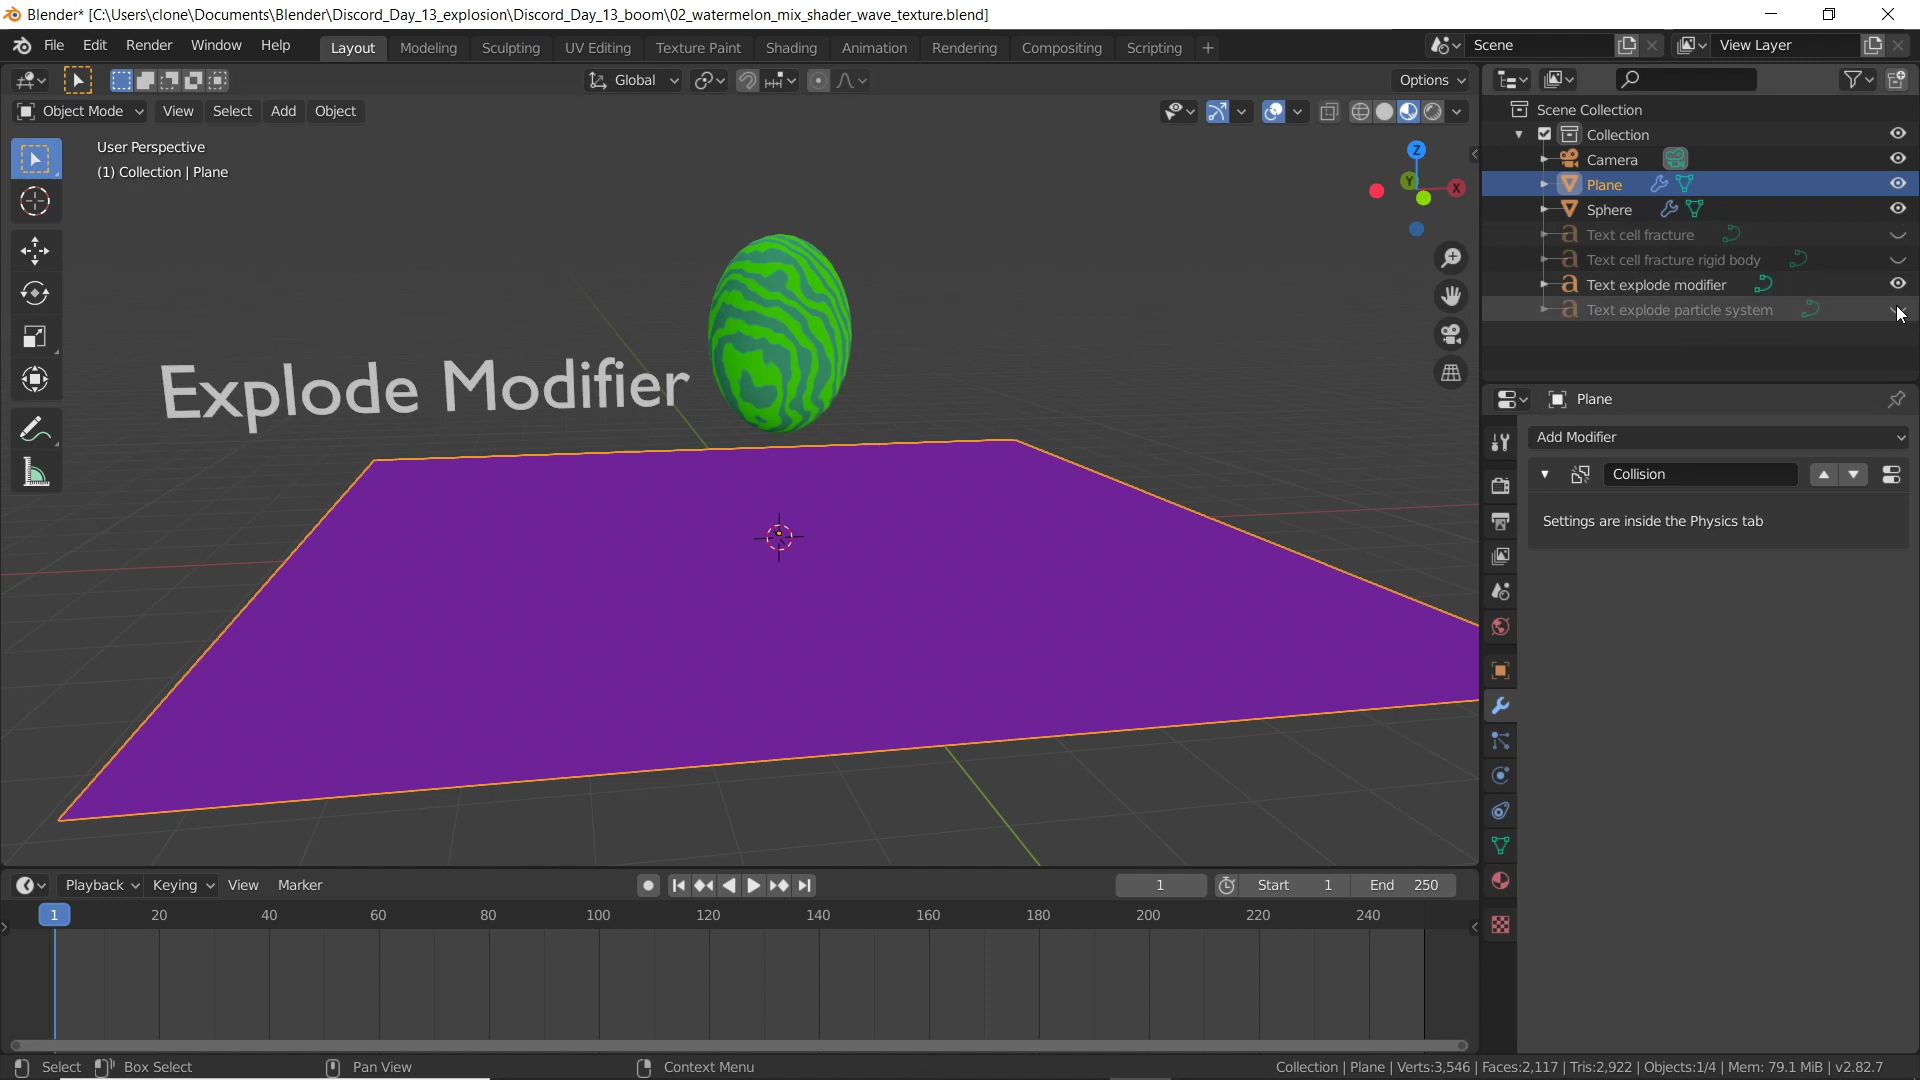 Blender* [C:\Users\clone\Documents\Blender\Discord_Day_13_explosion\Discord_Day_13_boom\02_watermelon_mix_shader_wave_texture.blend]
File Edit Render Window Help Layout Modeling Sculpting UV Editing Texture Paint Shading Animation Rendering Compositing Scripting + Scene View Layer
Global Options
Object Mode View Select Add Object
Scene Collection
Collection
Camera
Plane
Sphere
Text cell fracture
Text cell fracture rigid body
Text explode modifier
Text explode particle system
User Perspective
(1) Collection | Plane
Z
Y
X
Explode Modifier
Plane
Add Modifier
Collision
Settings are inside the Physics tab
Playback Keying View Marker 1 Start 1 End 250
1 20 40 60 80 100 120 140 160 180 200 220 240
Select Box Select Pan View Context Menu Collection | Plane | Verts:3,546 | Faces:2,117 | Tris:2,922 | Objects:1/4 | Mem: 79.1 MiB | v2.82.7